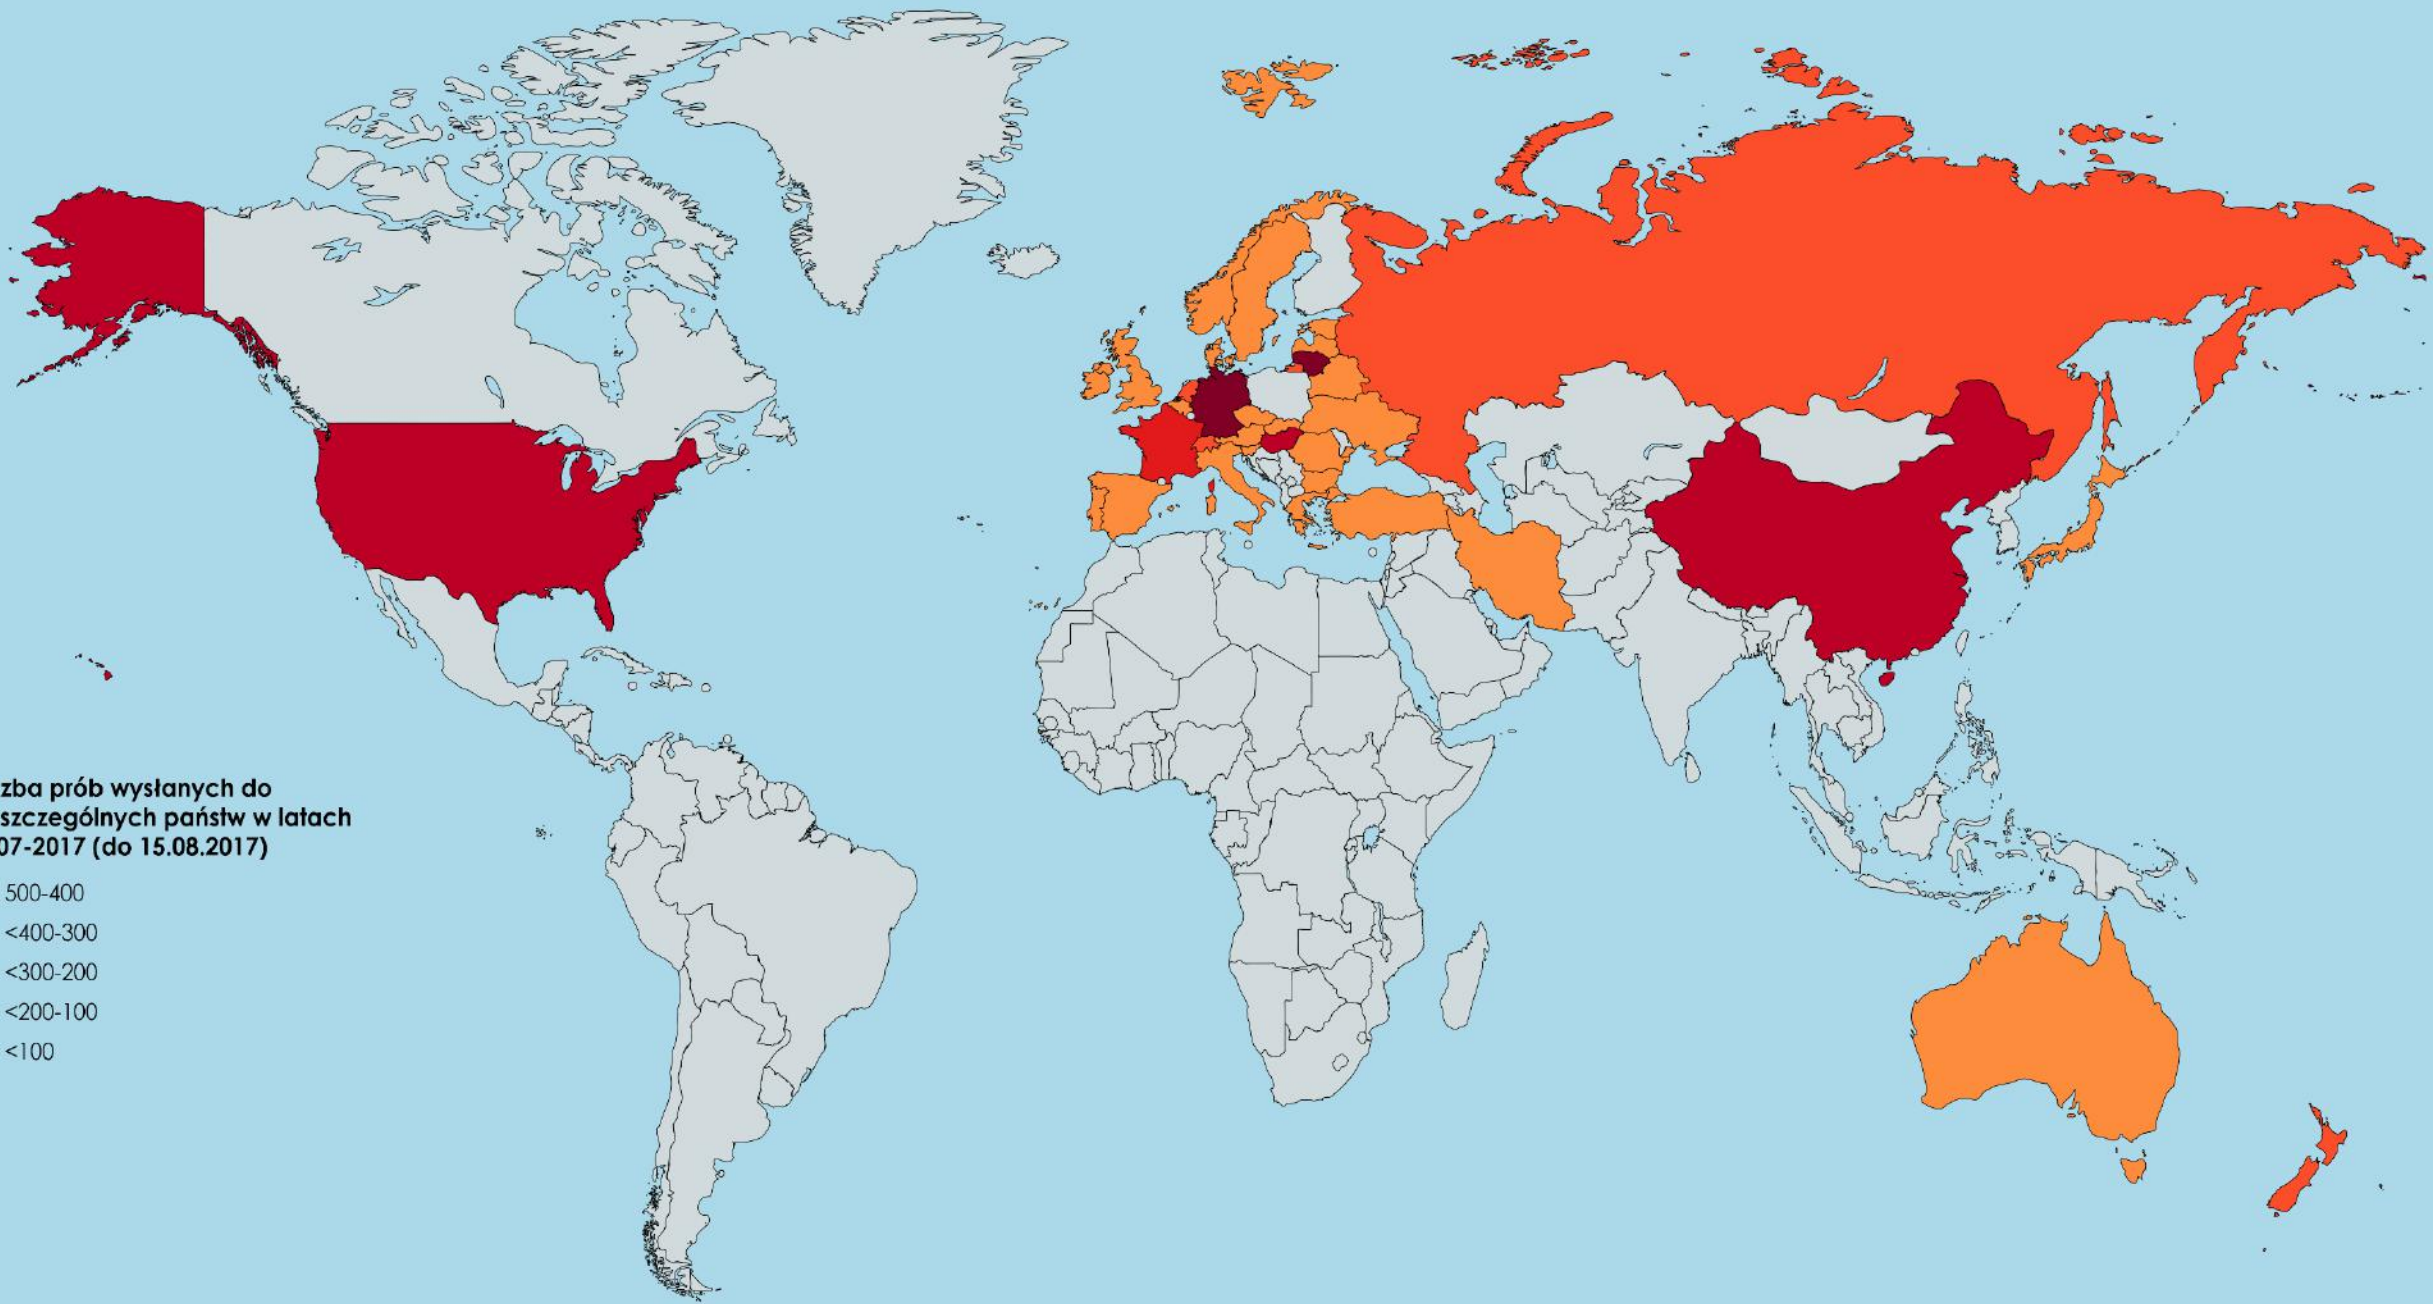 zba prób wysłanych do
szczególnych państw w latach
07-2017 (do 15.08.2017)
500-400
<400-300
<300-200
<200-100
<100